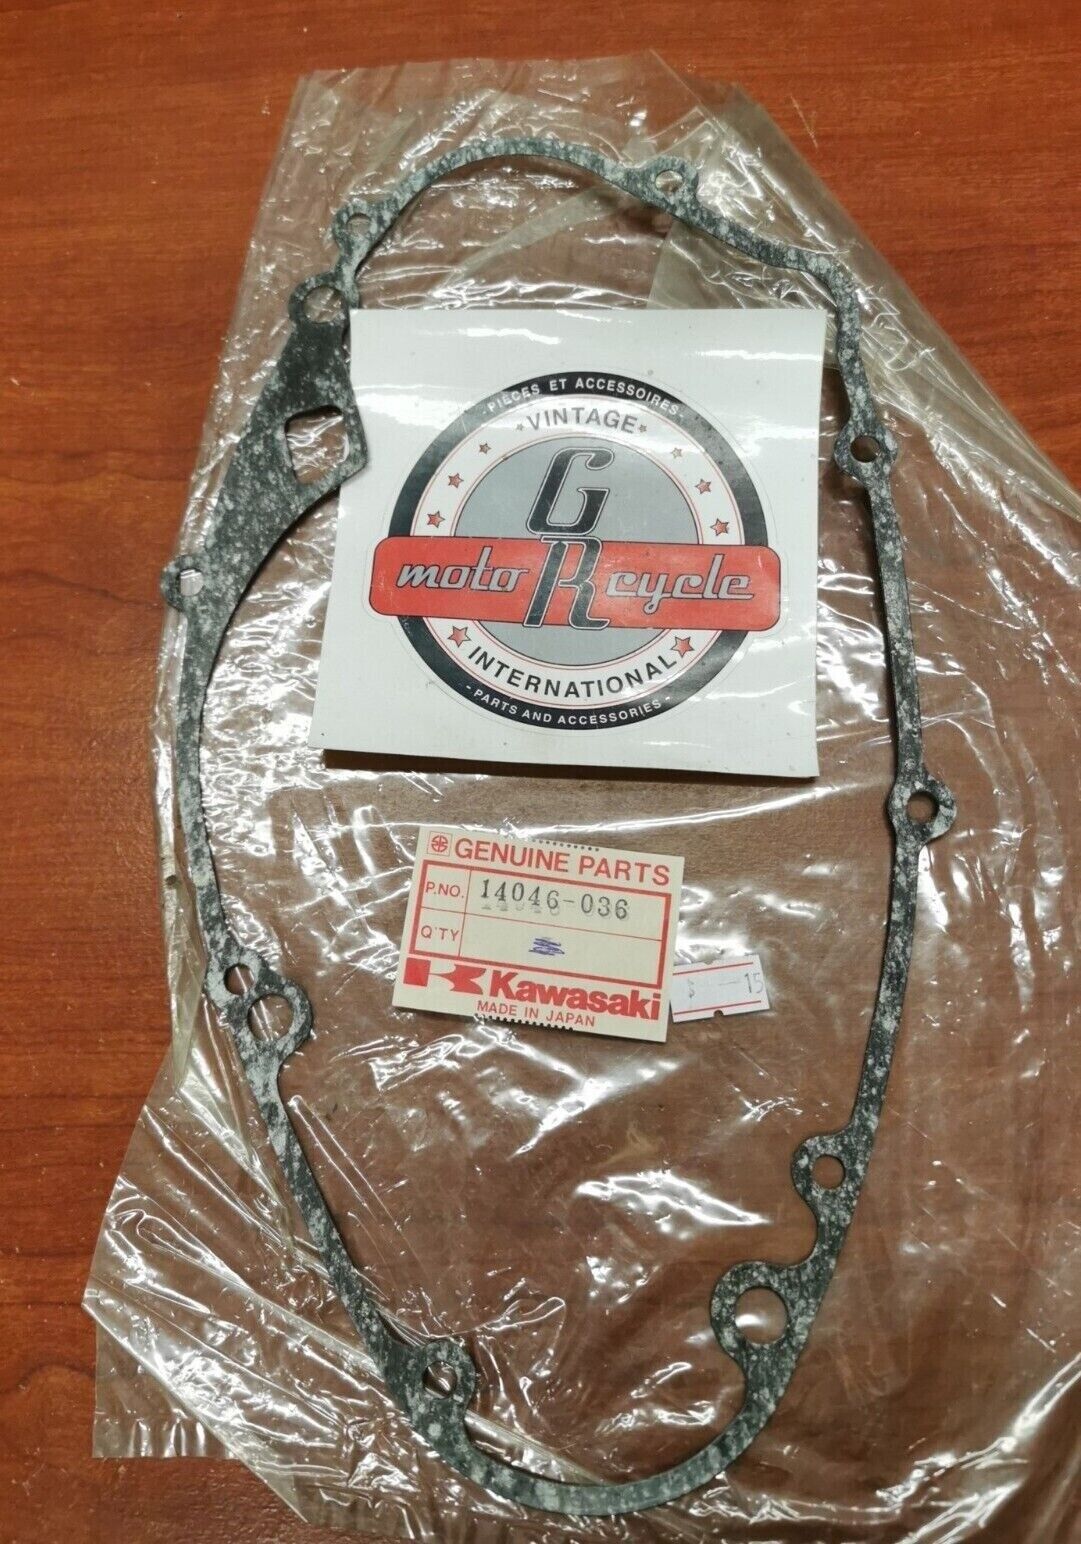 - PIÈCES ET ACCESSOIRES -
VINTAGE
G
R
moto cycle
INTERNATIONAL
- PARTS AND ACCESSORIES -
GENUINE PARTS
P.NO. 14046-036
Q'TY
Kawasaki
MADE IN JAPAN
$ -15